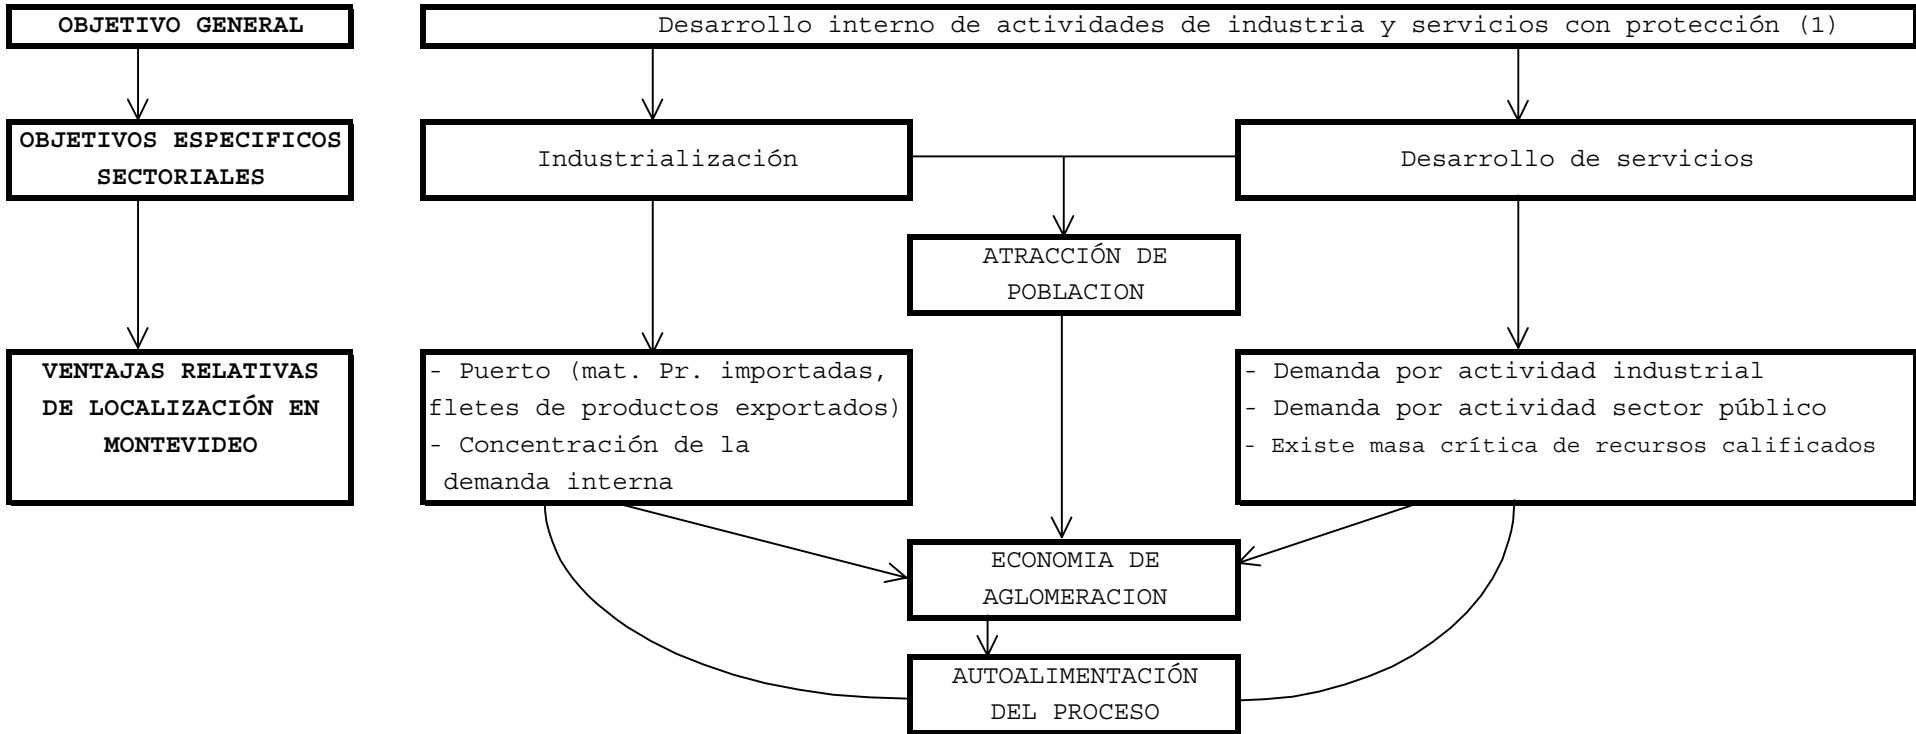 OBJETIVO GENERAL
Desarrollo interno de actividades de industria y servicios con protección (1)
OBJETIVOS ESPECIFICOS
SECTORIALES
Industrialización
Desarrollo de servicios
ATRACCIÓN DE
POBLACION
VENTAJAS RELATIVAS
DE LOCALIZACIÓN EN
MONTEVIDEO
- Puerto (mat. Pr. importadas,
fletes de productos exportados)
- Concentración de la
demanda interna
- Demanda por actividad industrial
- Demanda por actividad sector público
- Existe masa crítica de recursos calificados
ECONOMIA DE
AGLOMERACION
AUTOALIMENTACIÓN
DEL PROCESO